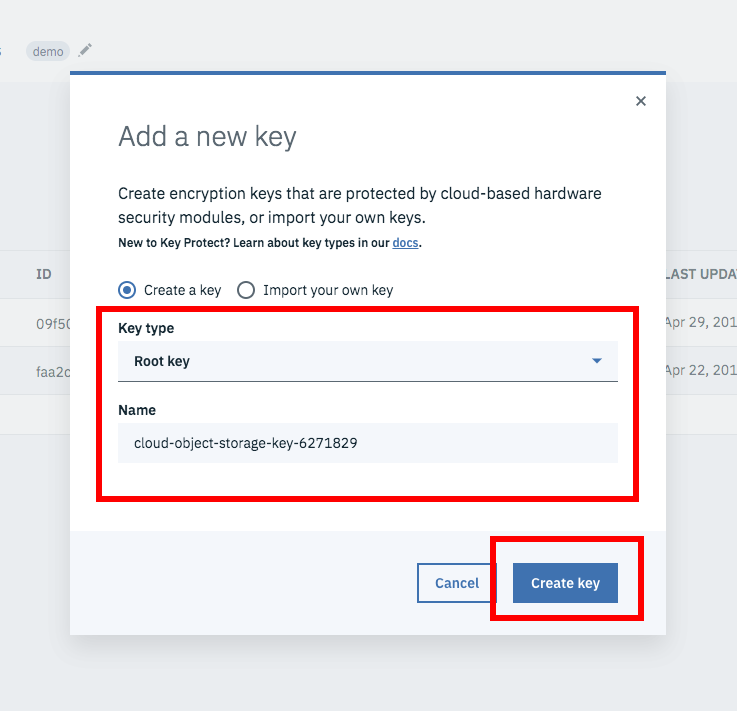 demo
Add a new key
Create encryption keys that are protected by cloud-based hardware
security modules, or import your own keys.
New to Key Protect? Learn about key types in our docs.
ID
LAST UPDA
Create a key Import your own key
09f50
Apr 29, 201
Key type
Root key
faa2c
Apr 22, 201
Name
cloud-object-storage-key-6271829
Cancel Create key